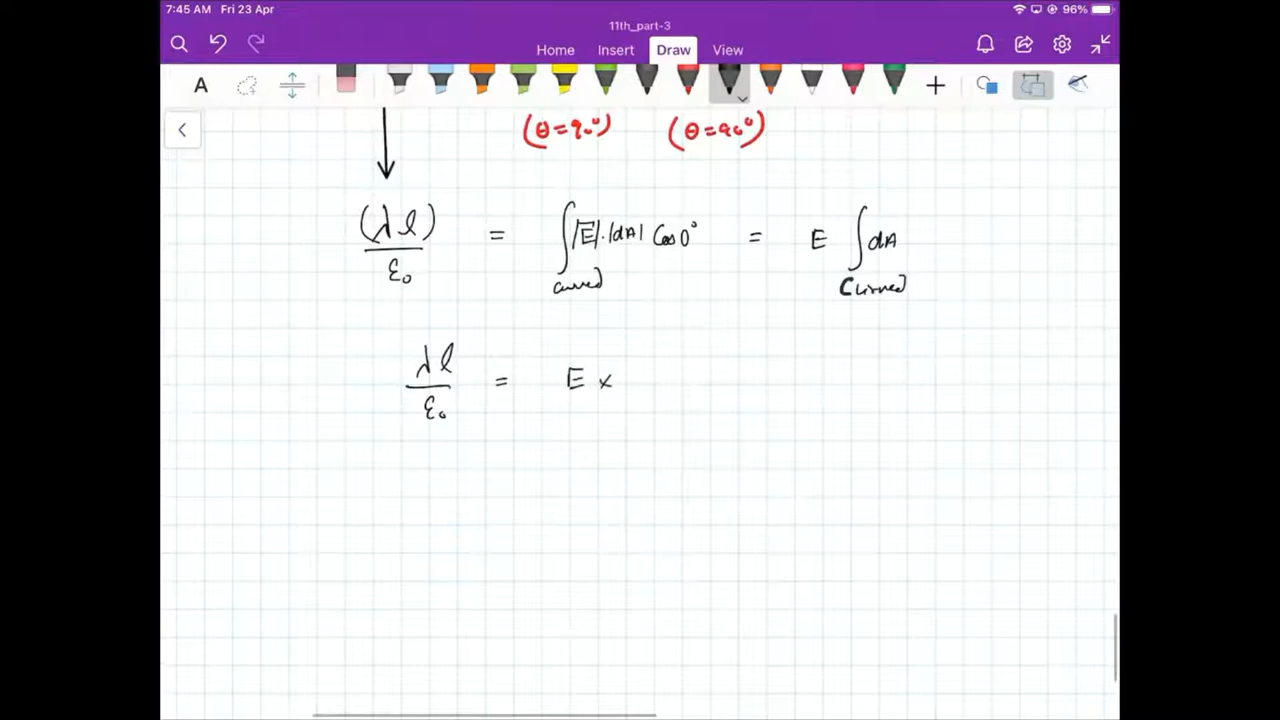 7:45 AM Fri 23 Apr 96%
11th_part-3
Home Insert Draw View
A
(θ=90°) (θ=90°)
(λl)/ε₀ = ∫curved |E|.|dA| Cos0° = E ∫Curved dA
λl/ε₀ = E ×